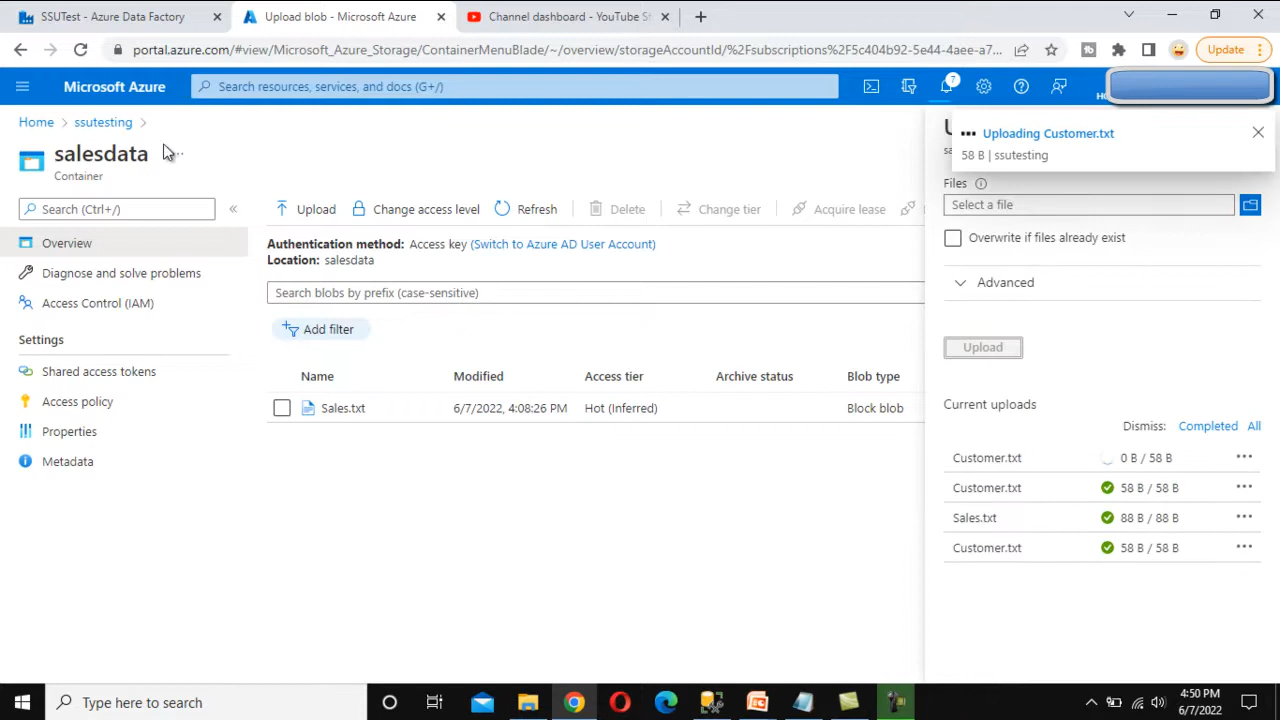 SSUTest - Azure Data Factory
Upload blob - Microsoft Azure
Channel dashboard - YouTube St
portal.azure.com/#view/Microsoft_Azure_Storage/ContainerMenuBlade/~/overview/storageAccountId/%2Fsubscriptions%2F5c404b92-5e44-4aee-a7...
Update
Microsoft Azure
Search resources, services, and docs (G+/)
7
Home > ssutesting >
Uploading Customer.txt
58 B | ssutesting
salesdata ...
Container
Files
Select a file
Overwrite if files already exist
Advanced
Upload
Search (Ctrl+/)
Overview
Diagnose and solve problems
Access Control (IAM)
Settings
Shared access tokens
Access policy
Properties
Metadata
Upload Change access level Refresh Delete Change tier Acquire lease
Authentication method: Access key (Switch to Azure AD User Account)
Location: salesdata
Search blobs by prefix (case-sensitive)
Add filter
Name Modified Access tier Archive status Blob type
Sales.txt 6/7/2022, 4:08:26 PM Hot (Inferred) Block blob
Current uploads
Dismiss: Completed All
Customer.txt 0 B / 58 B
Customer.txt 58 B / 58 B
Sales.txt 88 B / 88 B
Customer.txt 58 B / 58 B
Type here to search
4:50 PM
6/7/2022